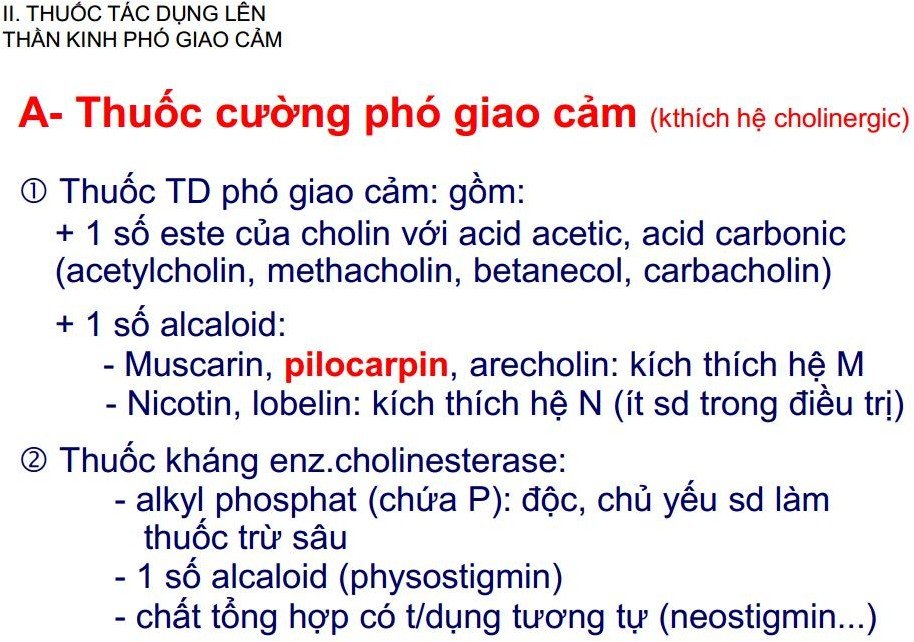 II. THUỐC TÁC DỤNG LÊN
THẦN KINH PHÓ GIAO CẢM
A- Thuốc cường phó giao cảm (kthích hệ cholinergic)
① Thuốc TD phó giao cảm: gồm:
+ 1 số este của cholin với acid acetic, acid carbonic
(acetylcholin, methacholin, betanecol, carbacholin)
+ 1 số alcaloid:
- Muscarin, pilocarpin, arecholin: kích thích hệ M
- Nicotin, lobelin: kích thích hệ N (ít sd trong điều trị)
② Thuốc kháng enz.cholinesterase:
- alkyl phosphat (chứa P): độc, chủ yếu sd làm
thuốc trừ sâu
- 1 số alcaloid (physostigmin)
- chất tổng hợp có t/dụng tương tự (neostigmin...)